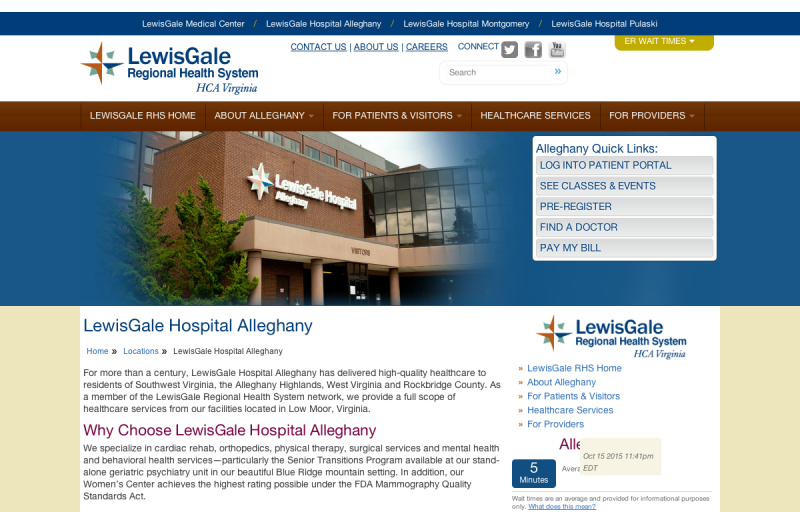 LewisGale Medical Center / LewisGale Hospital Alleghany / LewisGale Hospital Montgomery / LewisGale Hospital Pulaski
CONTACT US | ABOUT US | CAREERS CONNECT
You
Tube
ER WAIT TIMES
LewisGale
Regional Health System
HCA Virginia
Search »
LEWISGALE RHS HOME ABOUT ALLEGHANY FOR PATIENTS & VISITORS HEALTHCARE SERVICES FOR PROVIDERS
LewisGale Hospital
Alleghany
VISITORS
Alleghany Quick Links:
LOG INTO PATIENT PORTAL
SEE CLASSES & EVENTS
PRE-REGISTER
FIND A DOCTOR
PAY MY BILL
LewisGale Hospital Alleghany
Home » Locations » LewisGale Hospital Alleghany
For more than a century, LewisGale Hospital Alleghany has delivered high-quality healthcare to
residents of Southwest Virginia, the Alleghany Highlands, West Virginia and Rockbridge County. As
a member of the LewisGale Regional Health System network, we provide a full scope of
healthcare services from our facilities located in Low Moor, Virginia.
Why Choose LewisGale Hospital Alleghany
We specialize in cardiac rehab, orthopedics, physical therapy, surgical services and mental health
and behavioral health services—particularly the Senior Transitions Program available at our stand-
alone geriatric psychiatry unit in our beautiful Blue Ridge mountain setting. In addition, our
Women's Center achieves the highest rating possible under the FDA Mammography Quality
Standards Act.
LewisGale
Regional Health System
HCA Virginia
» LewisGale RHS Home
» About Alleghany
» For Patients & Visitors
» Healthcare Services
» For Providers
Oct 15 2015 11:41pm
EDT
5
Minutes
Wait times are an average and provided for informational purposes
only. What does this mean?